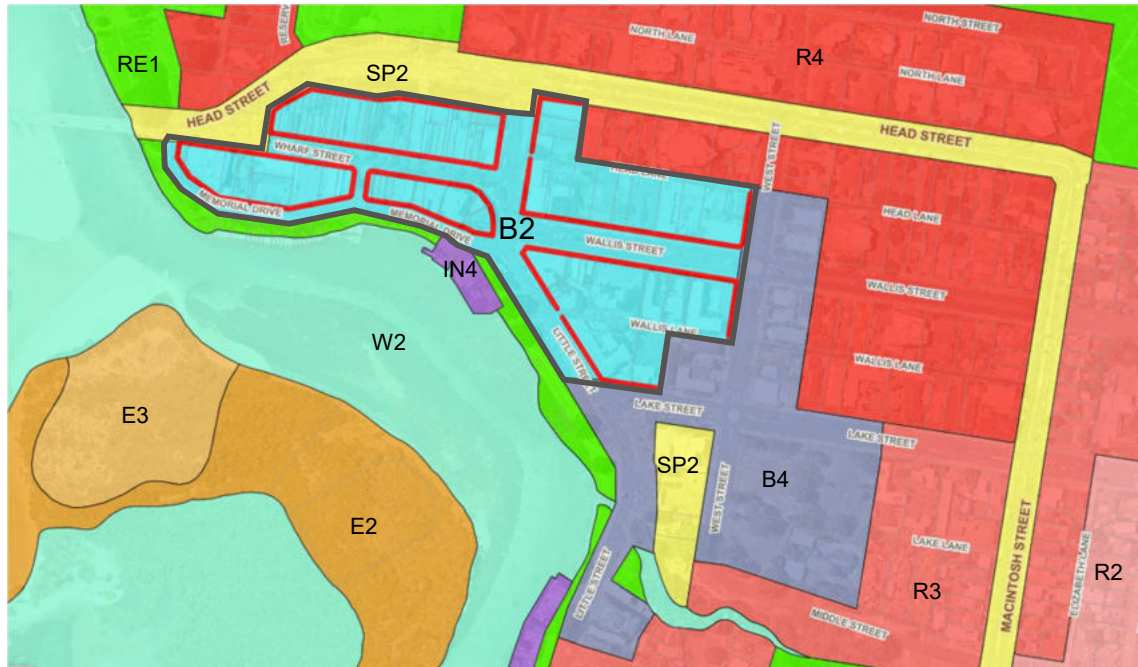 NORTH STREET
RESERV
NORTH LANE
R4
RE1
SP2
NORTH LANE
HEAD STREET
HEAD STREET
WEST STREET
WHARF STREET
HEAD LANE
MEMORIAL DRIVE
MEMORIAL DRIVE
B2
WALLIS STREET
HEAD LANE
IN4
WALLIS STREET
W2
WALLIS LANE
LITTLE STREET
WALLIS LANE
E3
LAKE STREET
LAKE STREET
SP2
B4
WEST STREET
E2
MACINTOSH STREET
ELIZABETH LANE
LAKE LANE
R2
R3
LITTLE STREET
MIDDLE STREET